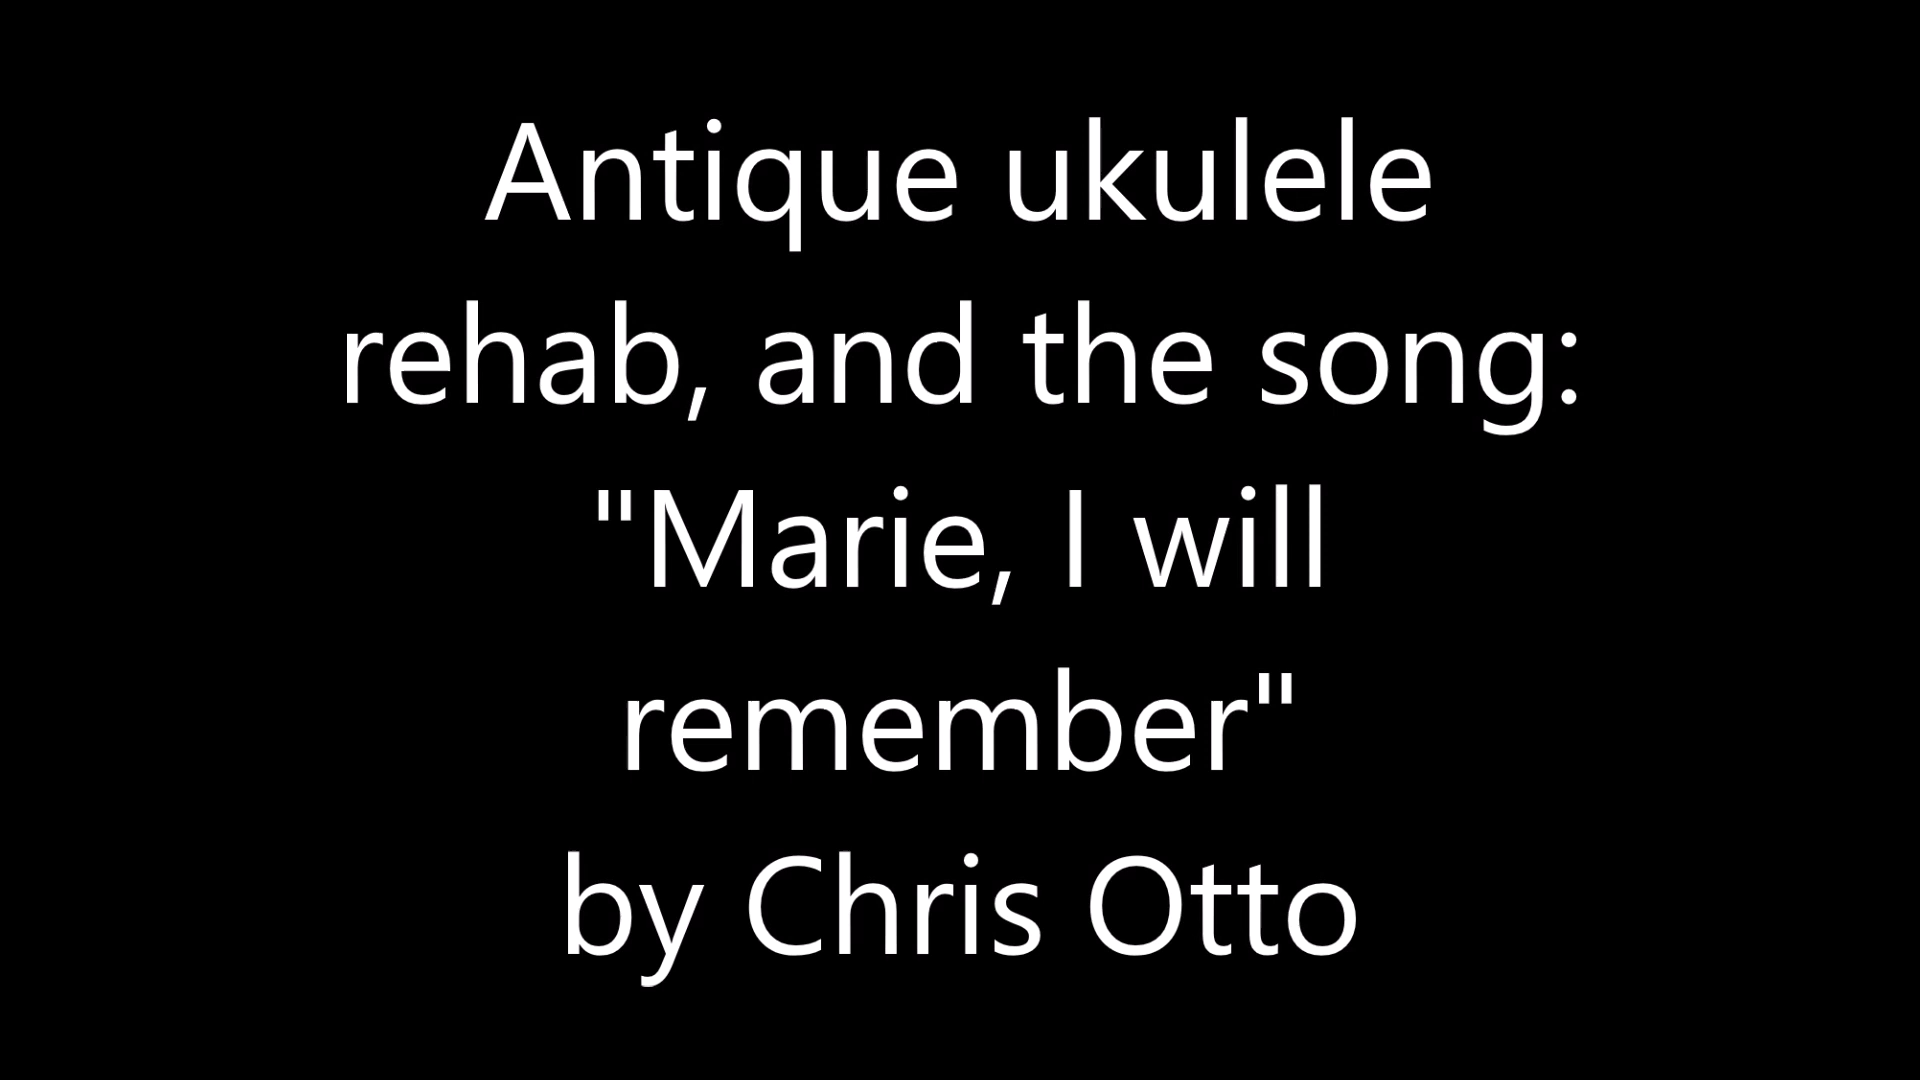 Antique ukulele
rehab, and the song:
"Marie, I will
remember"
by Chris Otto